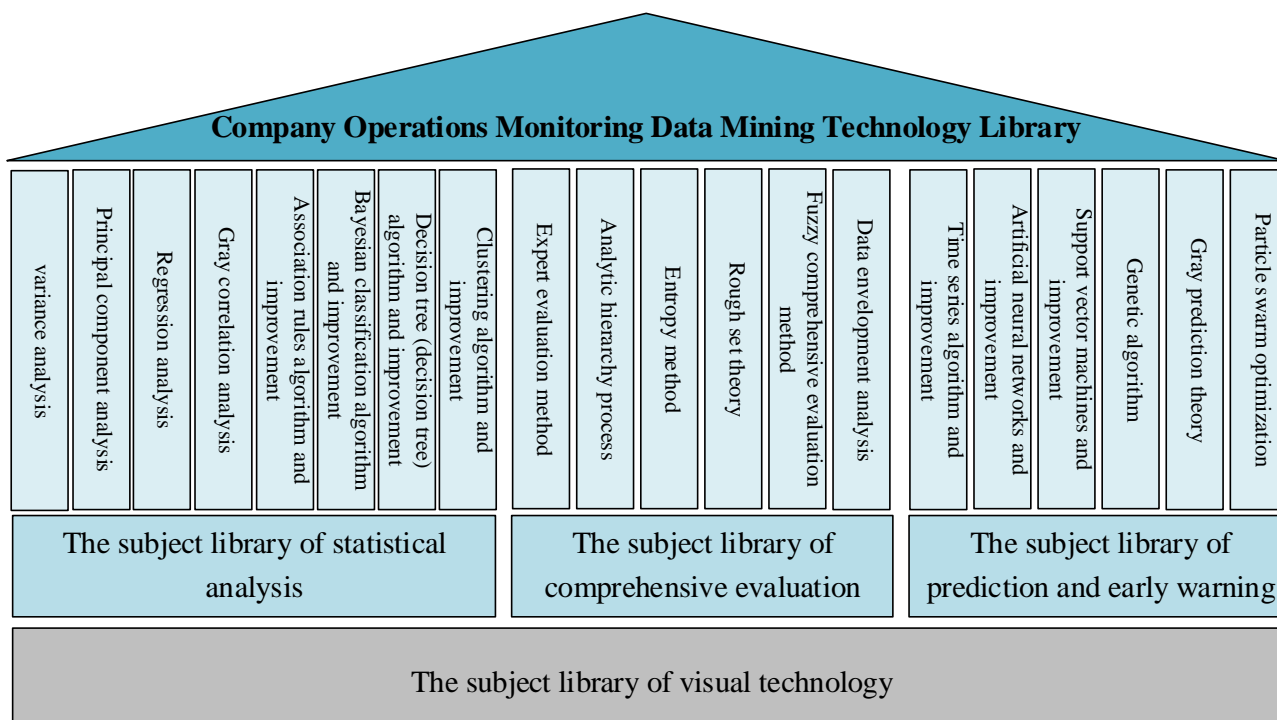 Company Operations Monitoring Data Mining Technology Library
variance analysis
Principal component analysis
Regression analysis
Gray correlation analysis
Association rules algorithm and
improvement
Bayesian classification algorithm
and improvement
Decision tree (decision tree)
algorithm and improvement
Clustering algorithm and
improvement
Expert evaluation method
Analytic hierarchy process
Entropy method
Rough set theory
Fuzzy comprehensive evaluation
method
Data envelopment analysis
Time series algorithm and
improvement
Artificial neural networks and
improvement
Support vector machines and
improvement
Genetic algorithm
Gray prediction theory
Particle swarm optimization
The subject library of statistical
analysis
The subject library of
comprehensive evaluation
The subject library of
prediction and early warning
The subject library of visual technology